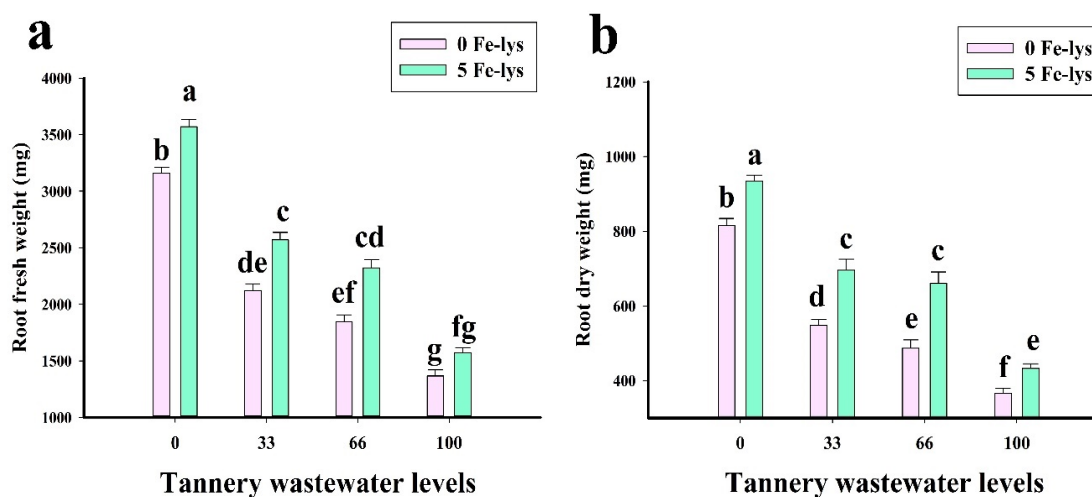 a
0 Fe-lys
5 Fe-lys
Root fresh weight (mg)
4000
3500
3000
2500
2000
1500
1000
b
a
de
c
ef
cd
g
fg
0
33
66
100
Tannery wastewater levels
b
0 Fe-lys
5 Fe-lys
Root dry weight (mg)
1200
1000
800
600
400
b
a
d
c
e
c
f
e
0
33
66
100
Tannery wastewater levels